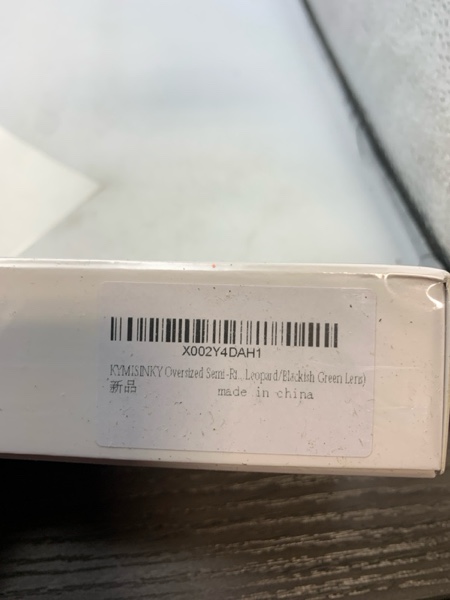 X002Y4DAH1
KYMISINKY Oversized Semi-Ri...Leopard/Blackish Green Lens)
新品
made in china